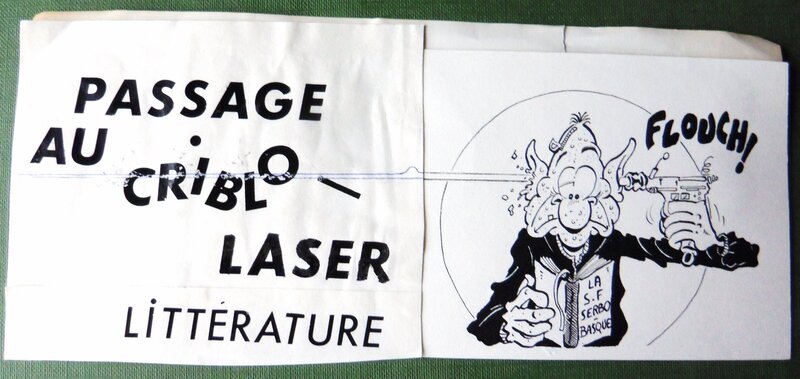 PASSAGE
AU CRiBLO-
LASER
LiTTÉRATURE
FLOUCH!
LA
S.F
SERBO
-
BASQUE